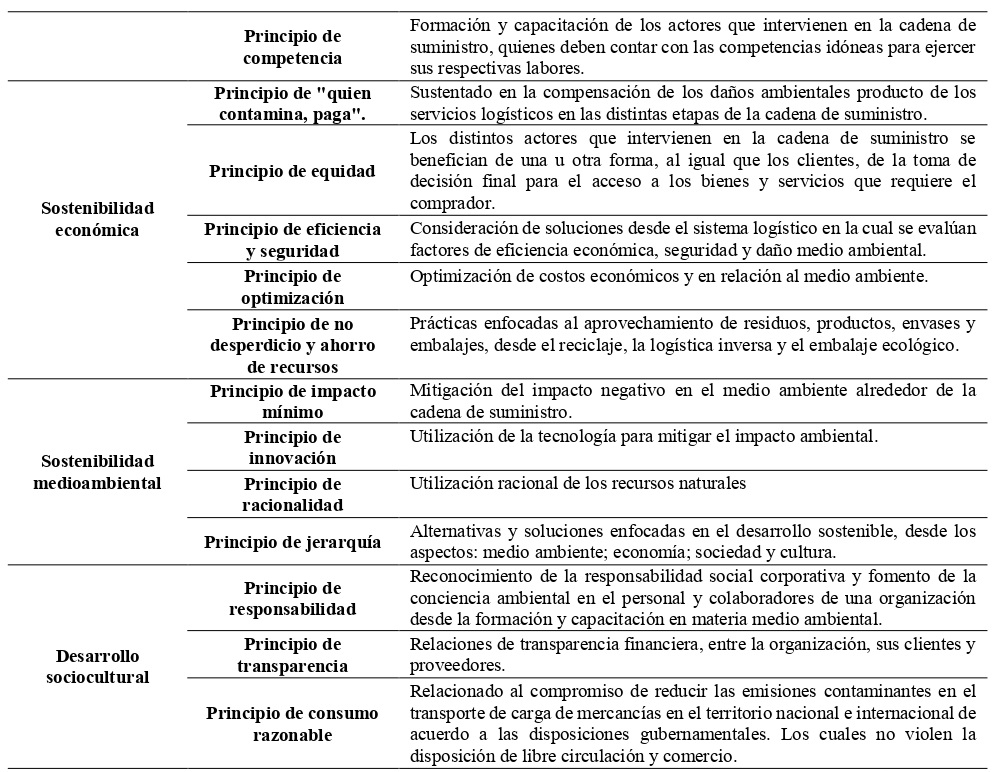 Principio de
competencia
Formación y capacitación de los actores que intervienen en la cadena de
suministro, quienes deben contar con las competencias idóneas para ejercer
sus respectivas labores.
Sostenibilidad
económica
Principio de "quien
contamina, paga".
Sustentado en la compensación de los daños ambientales producto de los
servicios logísticos en las distintas etapas de la cadena de suministro.
Principio de equidad
Los distintos actores que intervienen en la cadena de suministro se
benefician de una u otra forma, al igual que los clientes, de la toma de
decisión final para el acceso a los bienes y servicios que requiere el
comprador.
Principio de eficiencia
y seguridad
Consideración de soluciones desde el sistema logístico en la cual se evalúan
factores de eficiencia económica, seguridad y daño medio ambiental.
Principio de
optimización
Optimización de costos económicos y en relación al medio ambiente.
Principio de no
desperdicio y ahorro
de recursos
Prácticas enfocadas al aprovechamiento de residuos, productos, envases y
embalajes, desde el reciclaje, la logística inversa y el embalaje ecológico.
Sostenibilidad
medioambiental
Principio de impacto
mínimo
Mitigación del impacto negativo en el medio ambiente alrededor de la
cadena de suministro.
Principio de
innovación
Utilización de la tecnología para mitigar el impacto ambiental.
Principio de
racionalidad
Utilización racional de los recursos naturales
Principio de jerarquía
Alternativas y soluciones enfocadas en el desarrollo sostenible, desde los
aspectos: medio ambiente; economía; sociedad y cultura.
Desarrollo
sociocultural
Principio de
responsabilidad
Reconocimiento de la responsabilidad social corporativa y fomento de la
conciencia ambiental en el personal y colaboradores de una organización
desde la formación y capacitación en materia medio ambiental.
Principio de
transparencia
Relaciones de transparencia financiera, entre la organización, sus clientes y
proveedores.
Principio de consumo
razonable
Relacionado al compromiso de reducir las emisiones contaminantes en el
transporte de carga de mercancías en el territorio nacional e internacional de
acuerdo a las disposiciones gubernamentales. Los cuales no violen la
disposición de libre circulación y comercio.